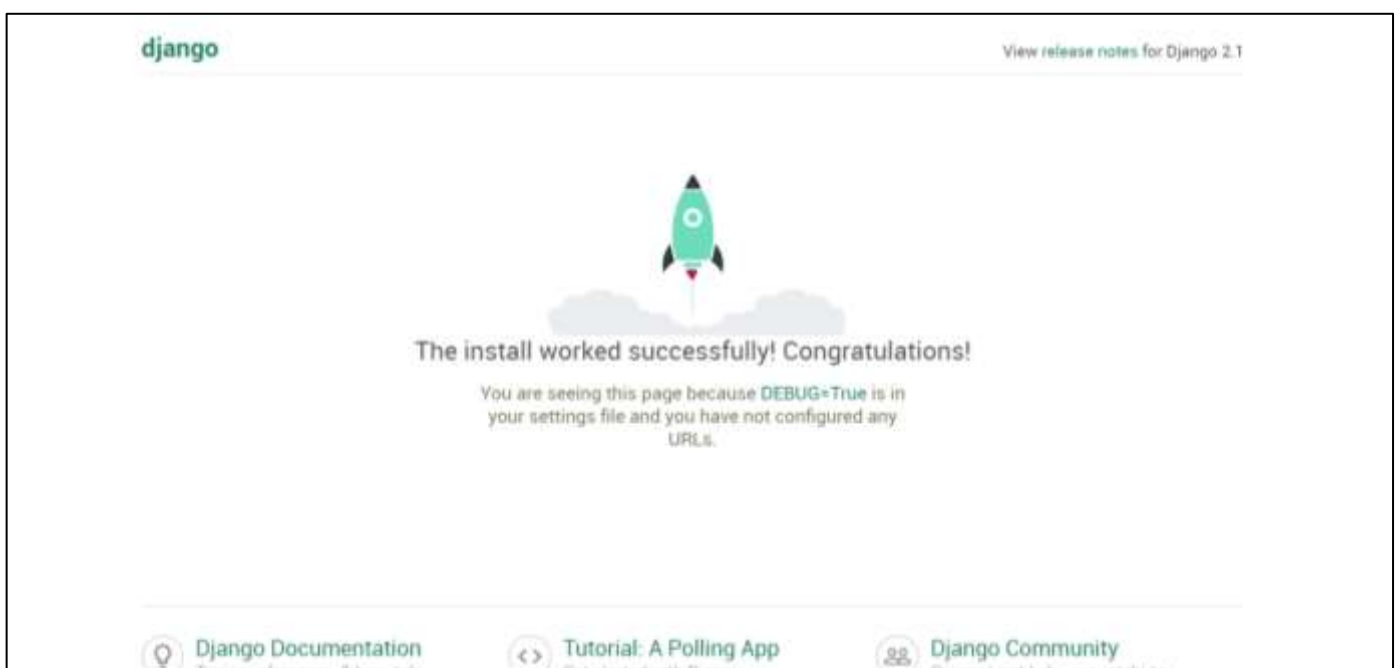 django
View release notes for Django 2.1
The install worked successfully! Congratulations!
You are seeing this page because DEBUG=True is in
your settings file and you have not configured any
URLs.
Django Documentation
Tutorial: A Polling App
Django Community